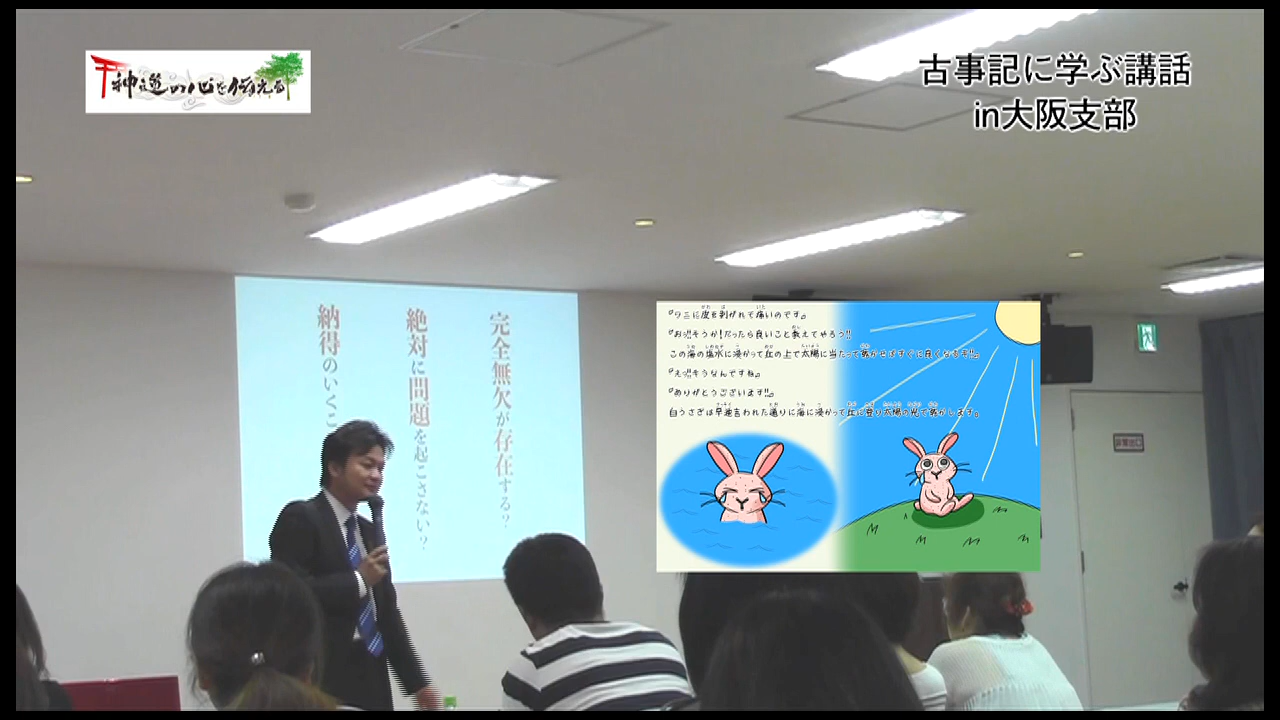 神道の心を伝える
古事記に学ぶ講話
in大阪支部
完全無欠が存在する?
絶対に問題を起こさない?
納得のいくこ
『ワニに皮を剥がれて痛いのです』
『おッ!!そうか!だったら良いこと教えてやろう!!
この海の塩水に浸かって丘の上で太陽に当たって乾かせばすぐに良くなるぞ!!』
『えッ!!そうなんですね』
『ありがとうございます!!』
白うさぎは早速言われた通りに海に浸かって丘に登り太陽の光で乾かします。
非常出口